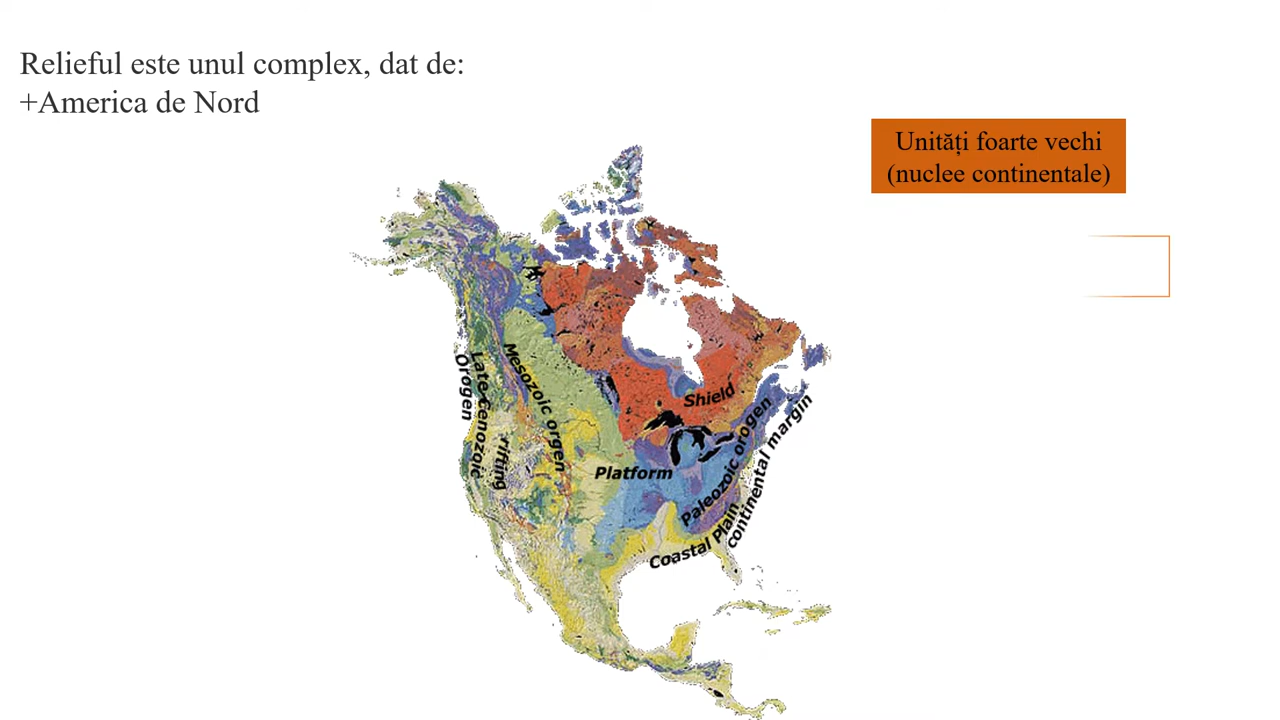 Relieful este unul complex, dat de:
+America de Nord
Unități foarte vechi
(nuclee continentale)
Shield
Mesozoic orgen
Late Cenozoic
Orogen
rifting
Platform
Paleozoic orogen
Coastal Plain
continental margin